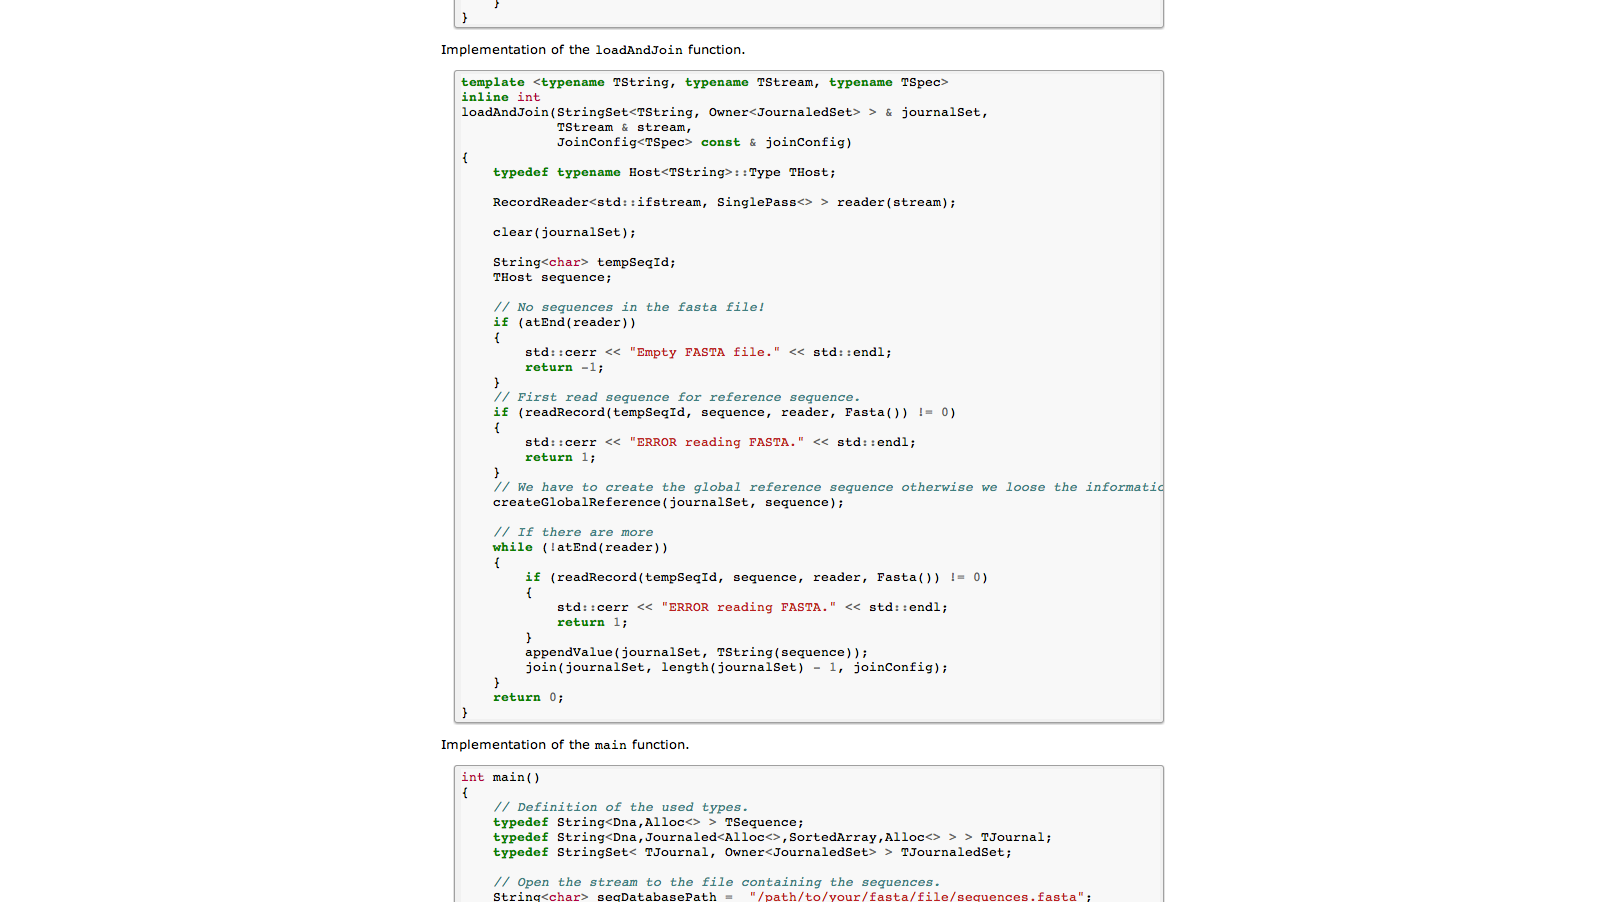 }
}
Implementation of the loadAndJoin function.
template <typename TString, typename TStream, typename TSpec>
inline int
loadAndJoin(StringSet<TString, Owner<JournaledSet> > & journalSet,
            TStream & stream,
            JoinConfig<TSpec> const & joinConfig)
{
    typedef typename Host<TString>::Type THost;

    RecordReader<std::ifstream, SinglePass<> > reader(stream);

    clear(journalSet);

    String<char> tempSeqId;
    THost sequence;

    // No sequences in the fasta file!
    if (atEnd(reader))
    {
        std::cerr << "Empty FASTA file." << std::endl;
        return -1;
    }
    // First read sequence for reference sequence.
    if (readRecord(tempSeqId, sequence, reader, Fasta()) != 0)
    {
        std::cerr << "ERROR reading FASTA." << std::endl;
        return 1;
    }
    // We have to create the global reference sequence otherwise we loose the informatic
    createGlobalReference(journalSet, sequence);

    // If there are more
    while (!atEnd(reader))
    {
        if (readRecord(tempSeqId, sequence, reader, Fasta()) != 0)
        {
            std::cerr << "ERROR reading FASTA." << std::endl;
            return 1;
        }
        appendValue(journalSet, TString(sequence));
        join(journalSet, length(journalSet) - 1, joinConfig);
    }
    return 0;
}
Implementation of the main function.
int main()
{
    // Definition of the used types.
    typedef String<Dna,Alloc<> > TSequence;
    typedef String<Dna,Journaled<Alloc<>,SortedArray,Alloc<> > > TJournal;
    typedef StringSet< TJournal, Owner<JournaledSet> > TJournaledSet;

    // Open the stream to the file containing the sequences.
    String<char> seqDatabasePath =  "/path/to/your/fasta/file/sequences.fasta";